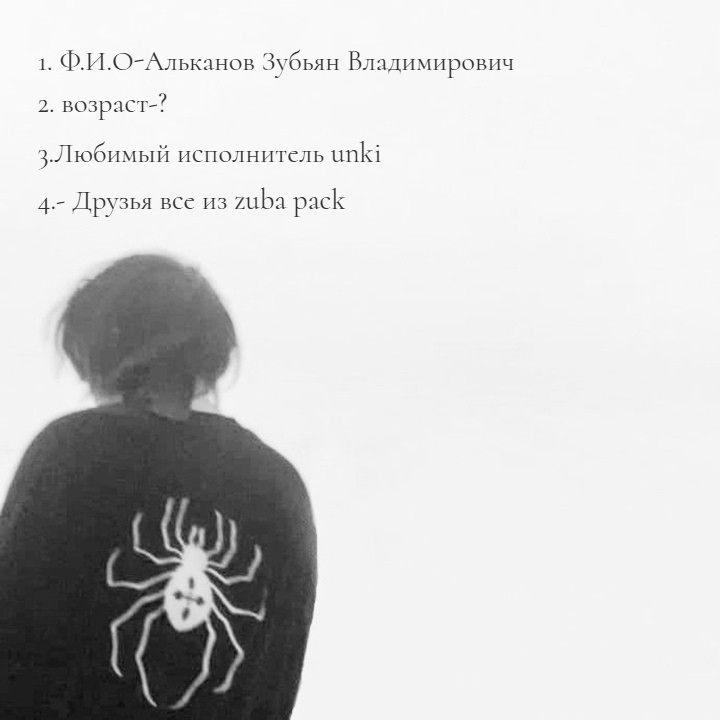 1. Ф.И.О-Альканов Зубьян Владимирович
2. возраст-?
3.Любимый исполнитель unki
4.- Друзья все из zuba pack